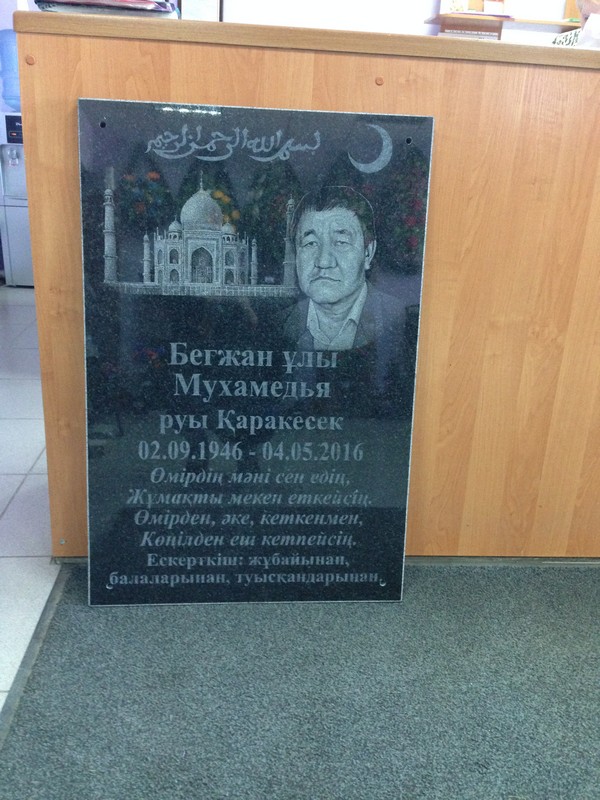 بسم الله الرحمن الرحيم
Бегжан ұлы
Мухамедья
руы Қаракесек
02.09.1946 - 04.05.2016
Өмірдің мәні сен едің,
Жұмақты мекен еткейсің.
Өмірден, әке, кеткенмен,
Көңілден еш кетпейсің.
Ескерткіш: жұбайынан,
балаларынан, туысқандарынан